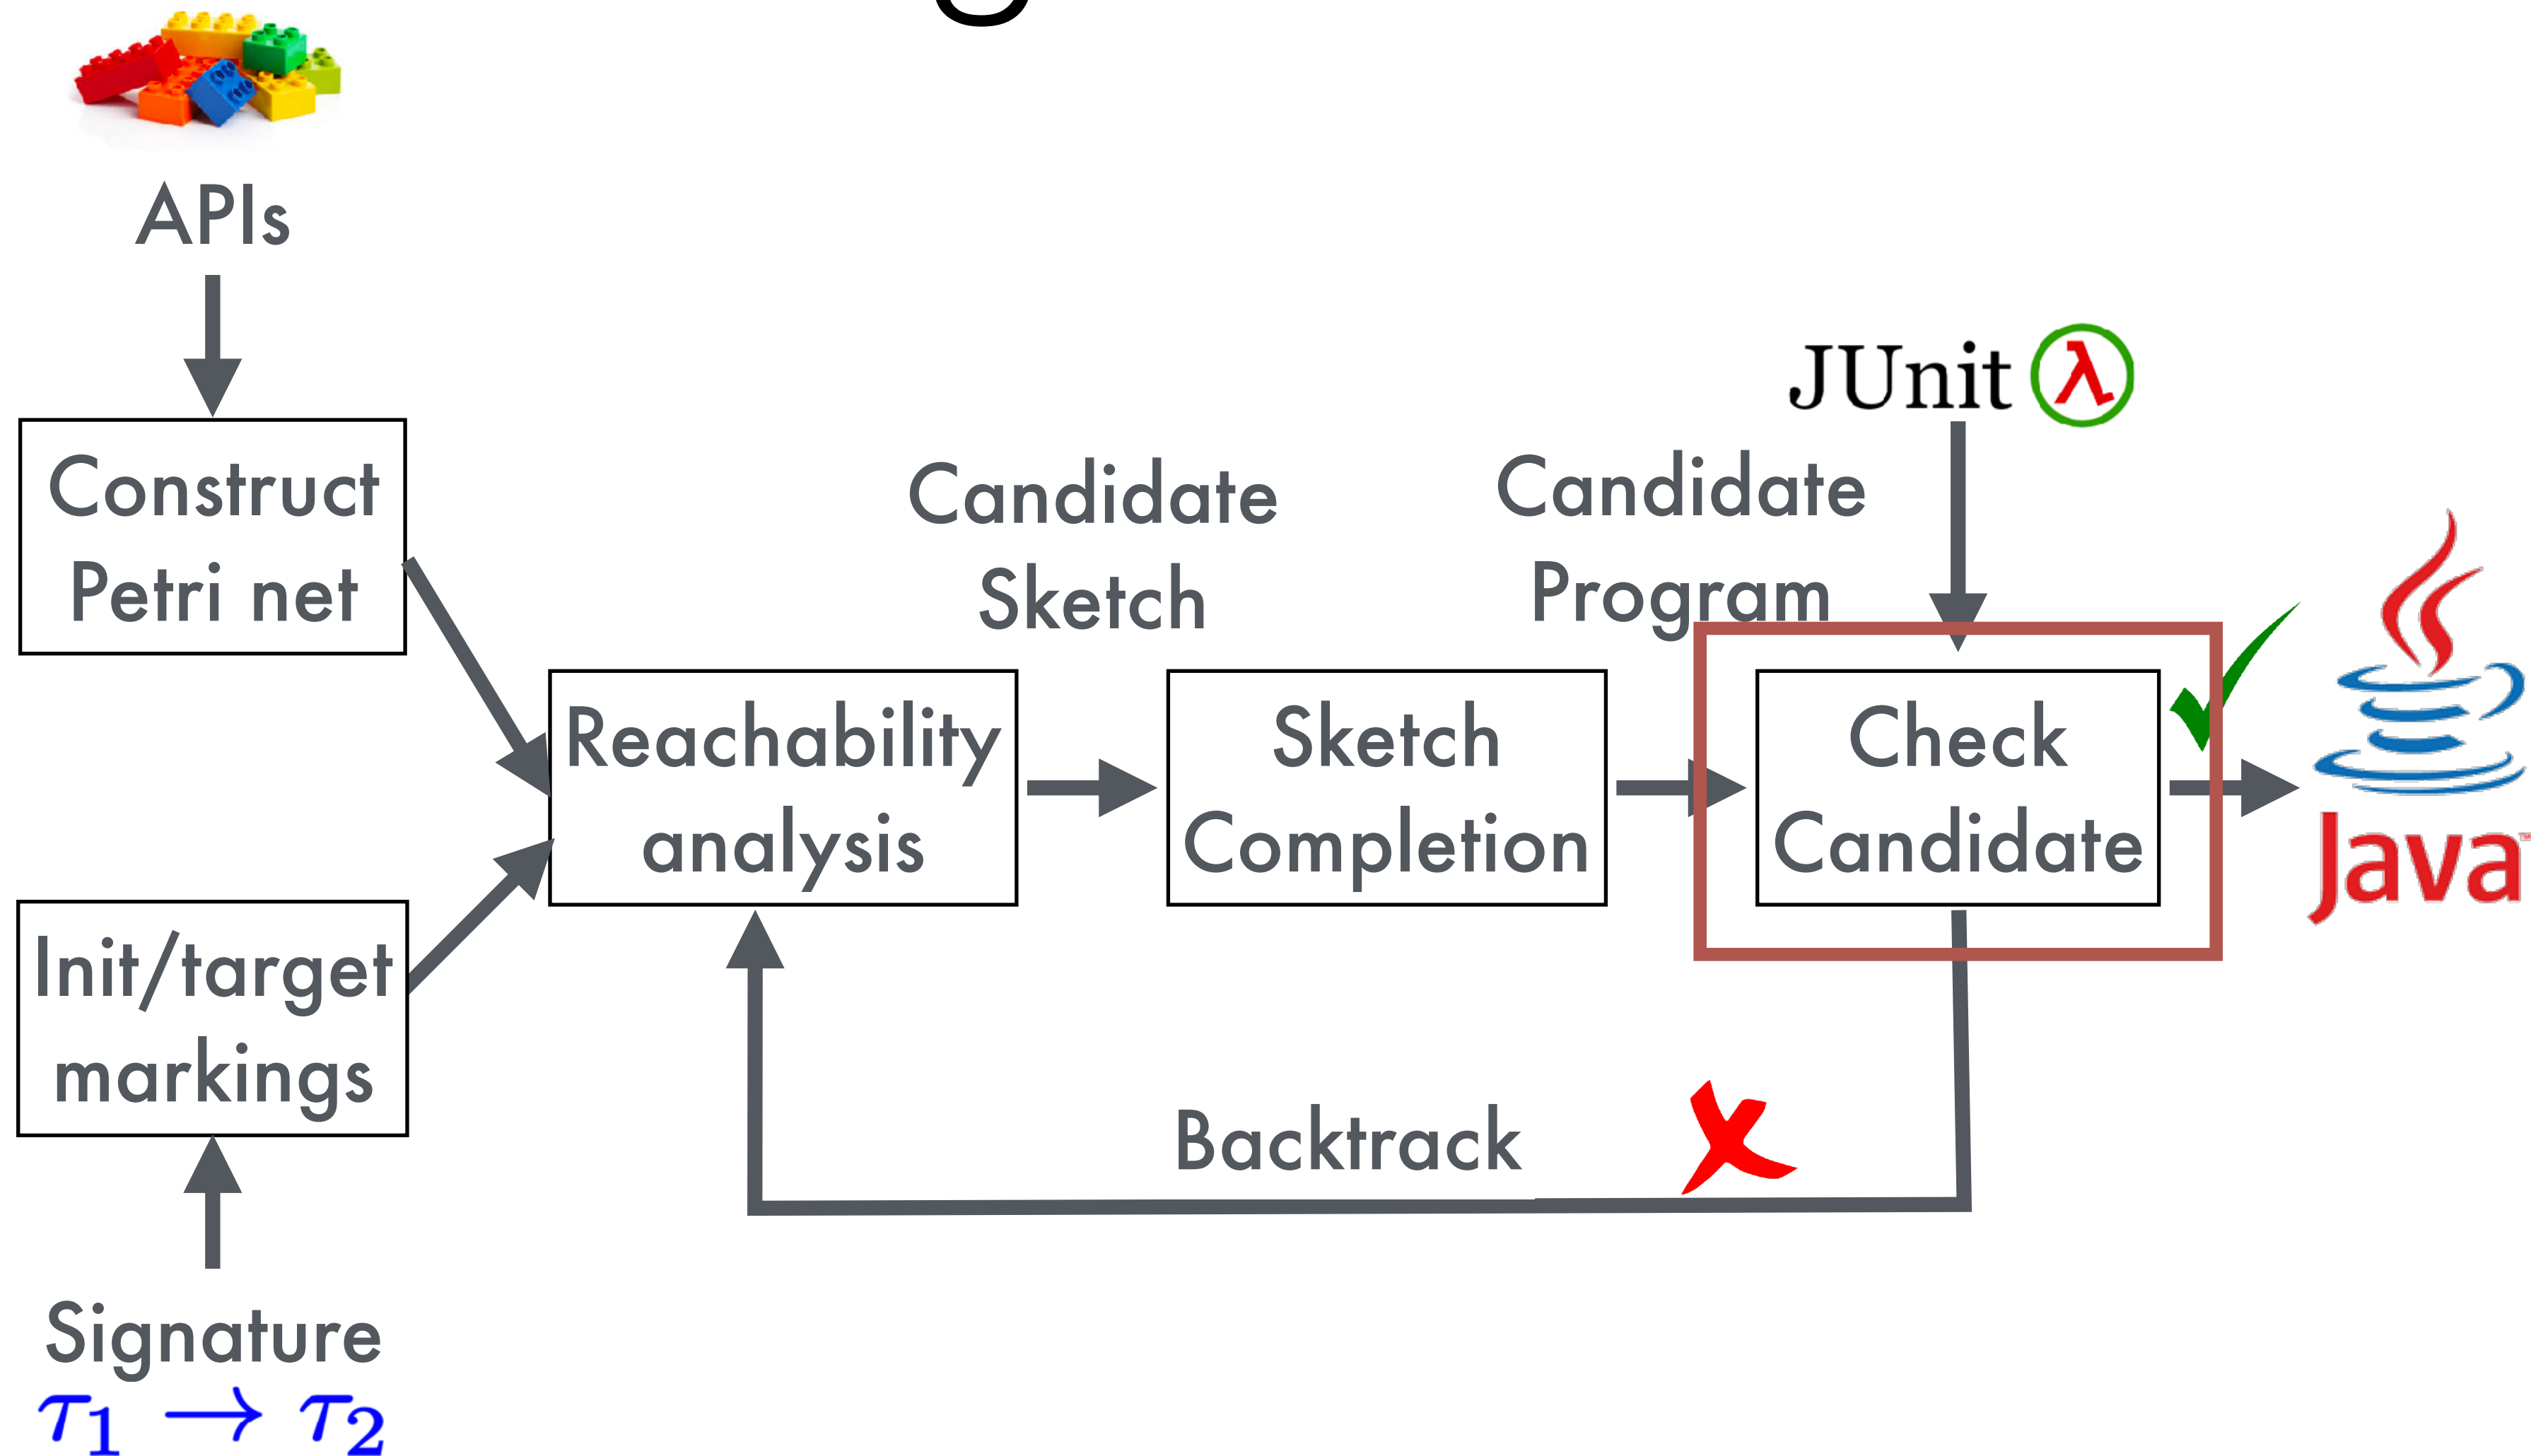 APIs
Construct
Petri net
Init/target
markings
Signature
τ₁ → τ₂
Reachability
analysis
Candidate
Sketch
Sketch
Completion
Candidate
Program
JUnit λ
Check
Candidate
Backtrack
Java™